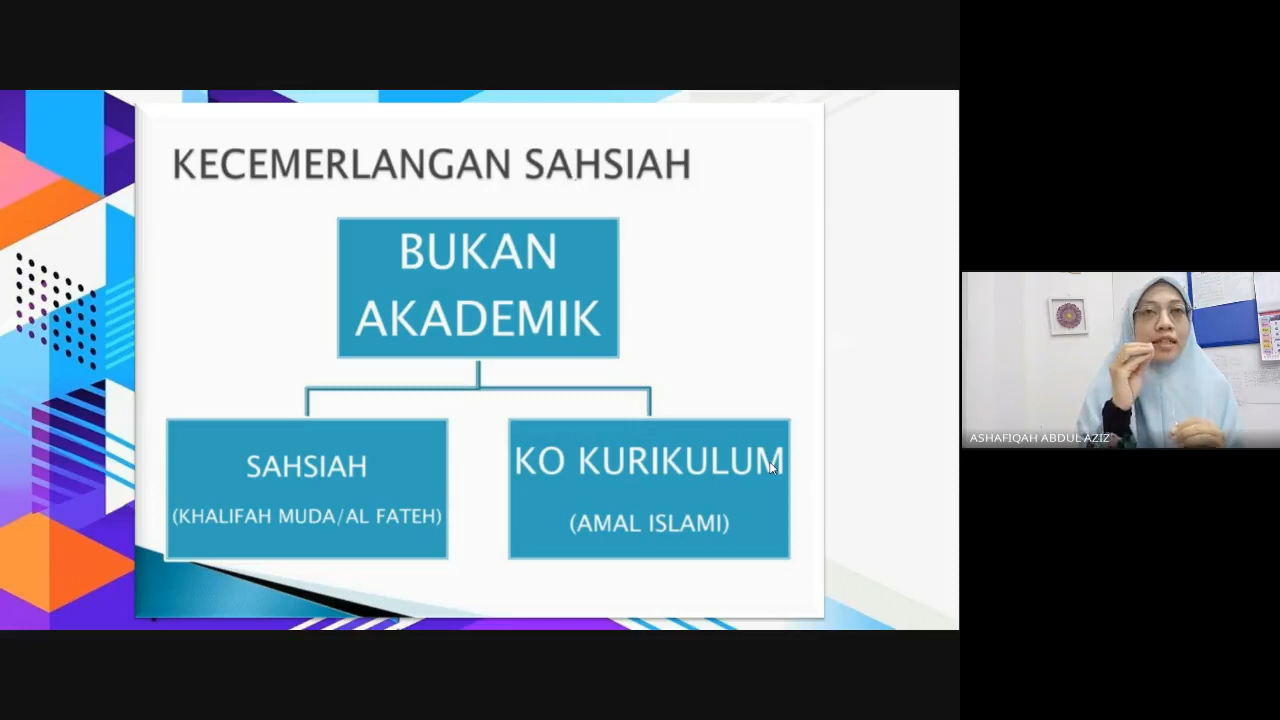 KECEMERLANGAN SAHSIAH
BUKAN
AKADEMIK
SAHSIAH
(KHALIFAH MUDA/AL FATEH)
KO KURIKULUM
(AMAL ISLAMI)
ASHAFIQAH ABDUL AZIZ